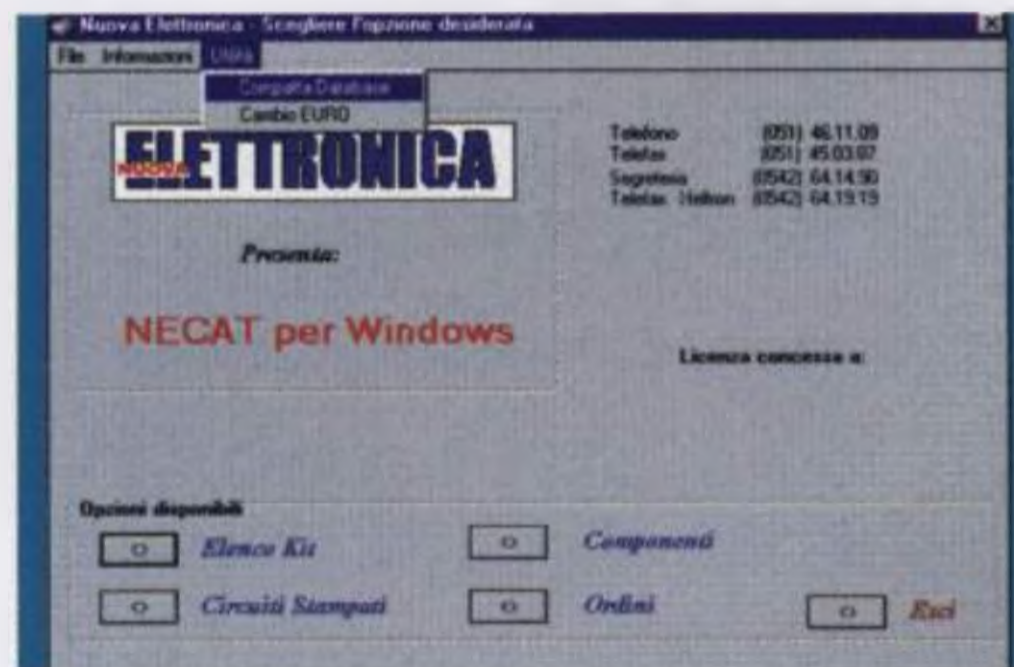 Nuova Elettronica - Scegliere l'opzione desiderata
File Informazioni Utilità
Compatta Database
Cambio EURO
NUOVA ELETTRONICA
Telefono (051) 46.11.09
Telefax (051) 45.03.87
Segreteria (0542) 64.14.90
Telefax Heltron (0542) 64.19.19
Presenta:
NECAT per Windows
Licenza concessa a:
Opzioni disponibili
Elenco Kit
Componenti
Circuiti Stampati
Ordini
Esci